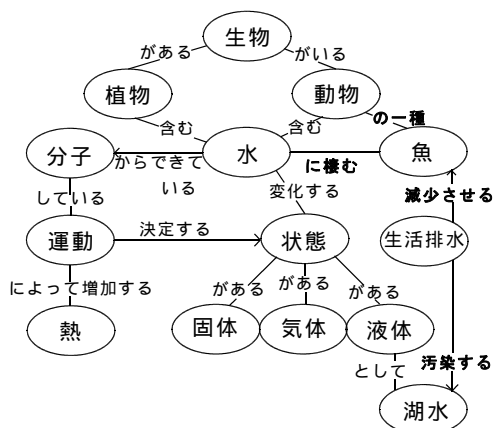 生物
がある
がいる
植物
動物
含む
含む
の一種
分子
からできて
いる
水
に棲む
魚
している
変化する
減少させる
運動
決定する
状態
生活排水
によって増加する
がある
がある
がある
熱
固体
気体
液体
として
汚染する
湖水